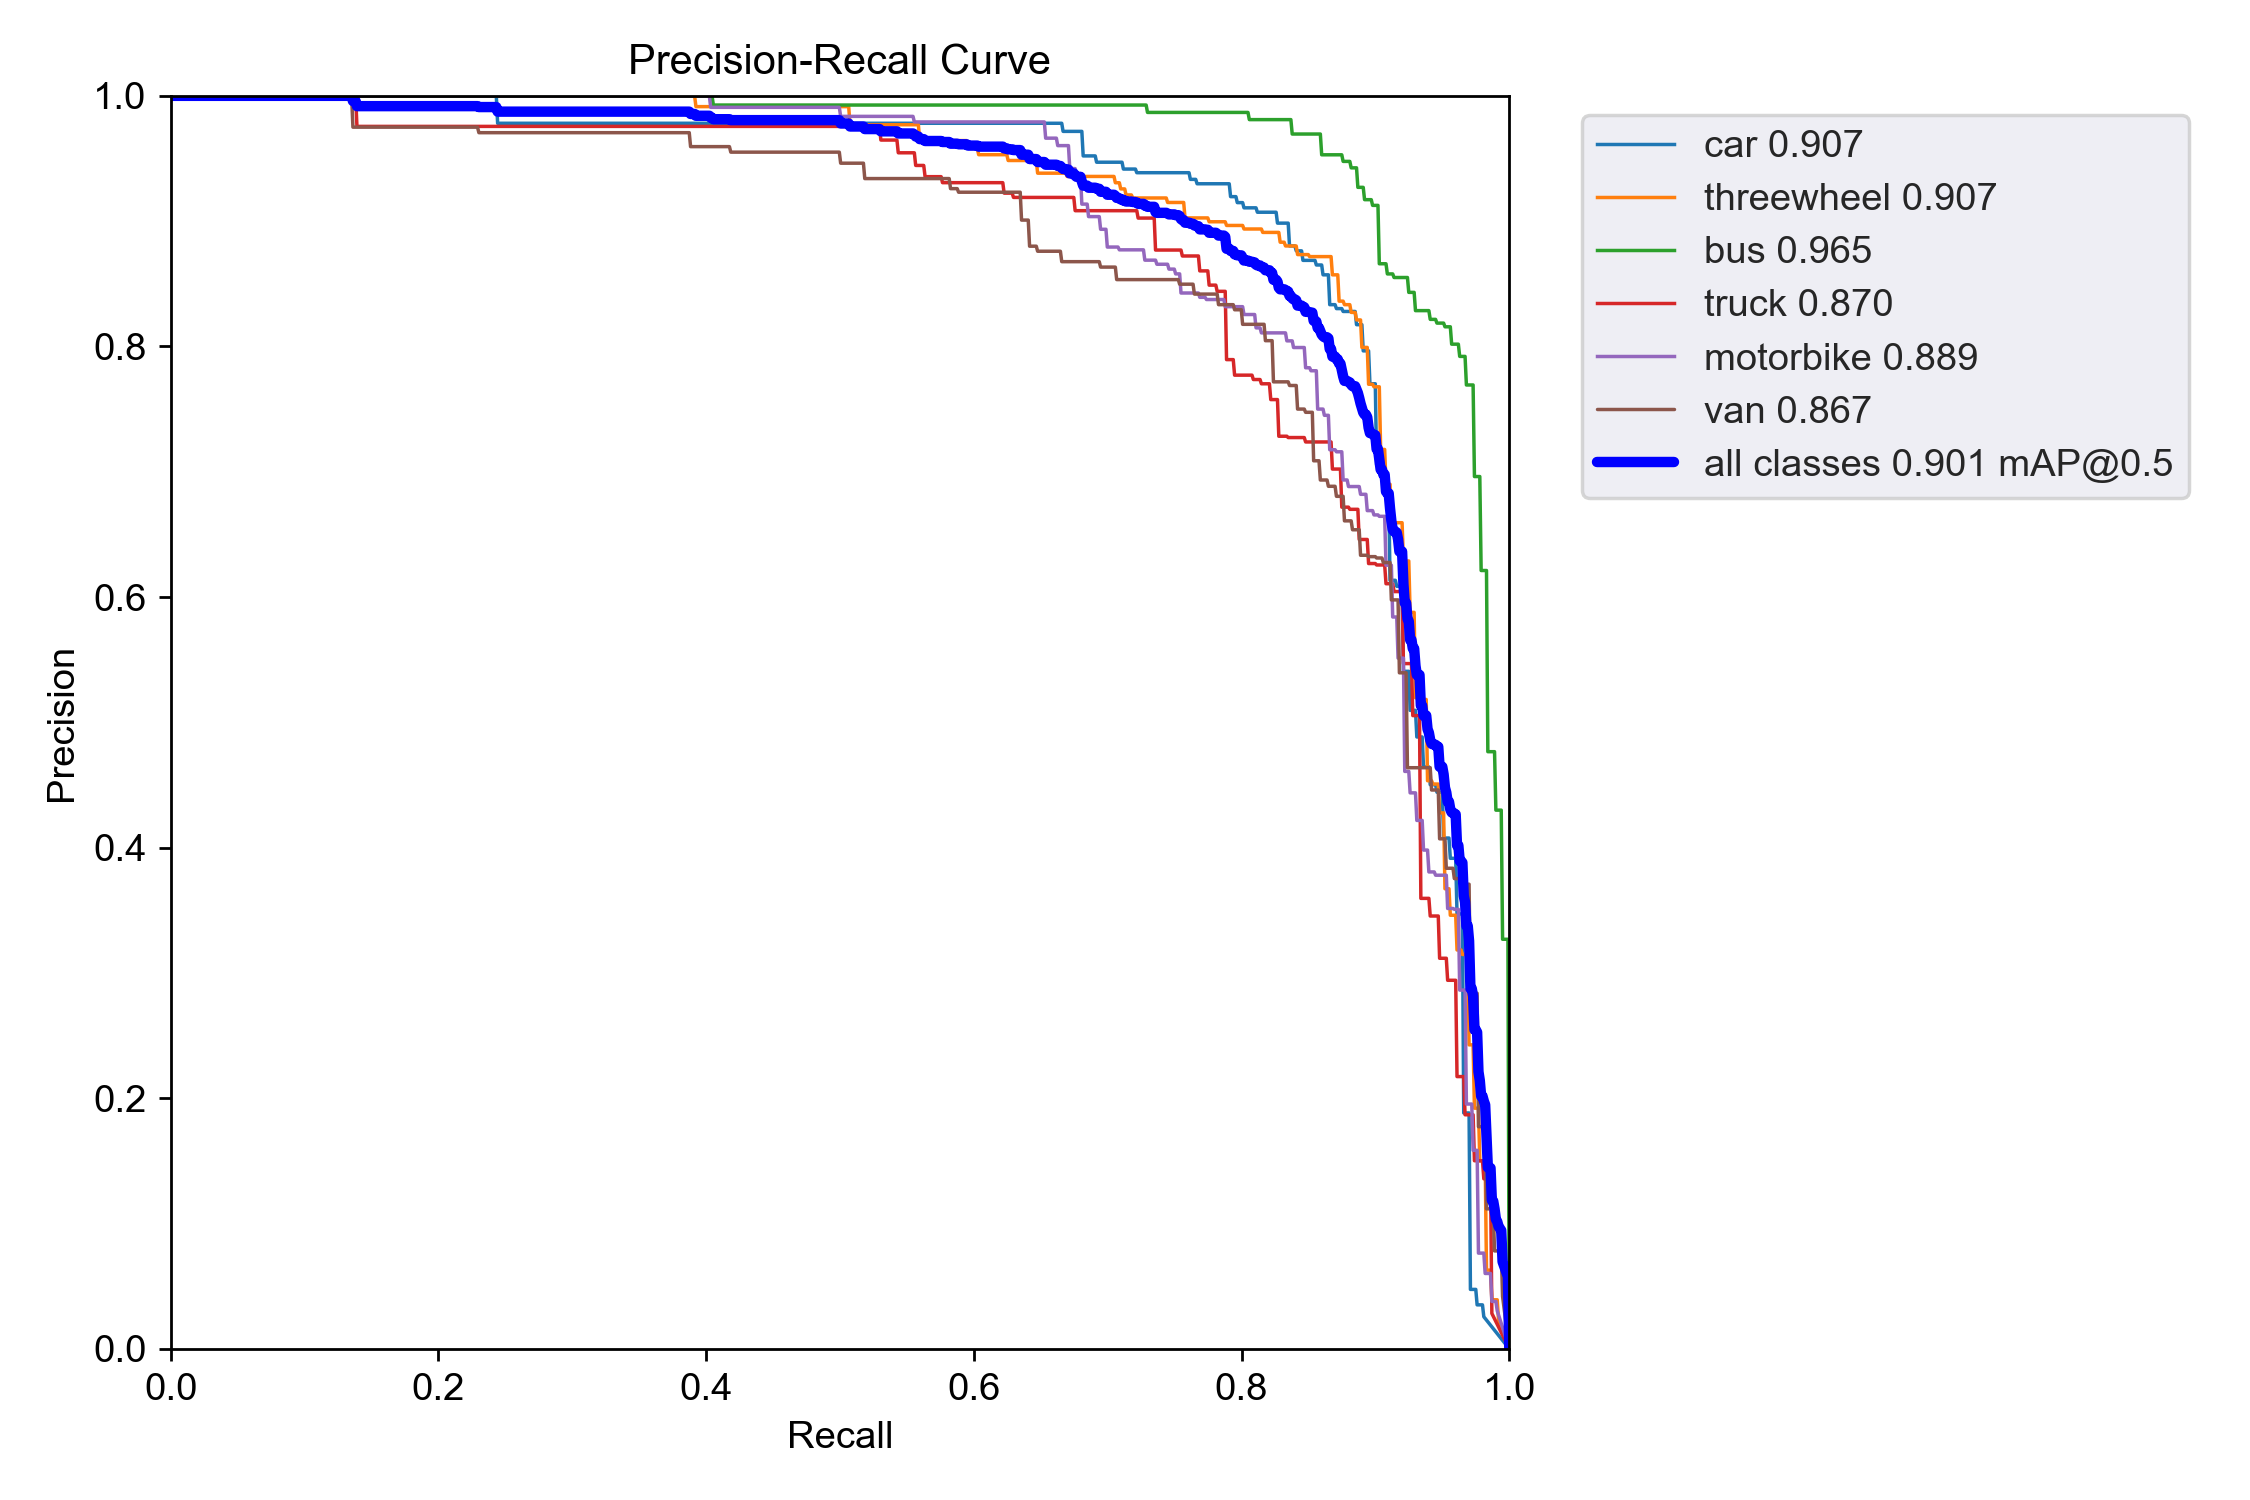 Precision-Recall Curve
1.0
0.8
0.6
0.4
0.2
0.0
Precision
0.0 0.2 0.4 0.6 0.8 1.0
Recall
car 0.907
threewheel 0.907
bus 0.965
truck 0.870
motorbike 0.889
van 0.867
all classes 0.901 mAP@0.5